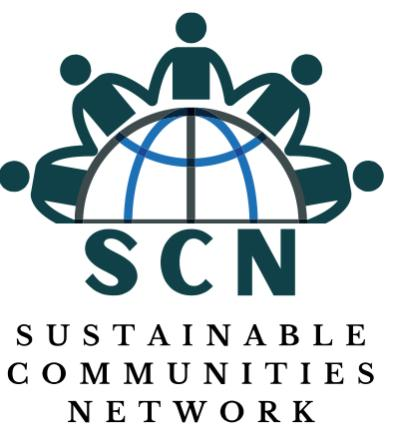 SCN
SUSTAINABLE
COMMUNITIES
NETWORK